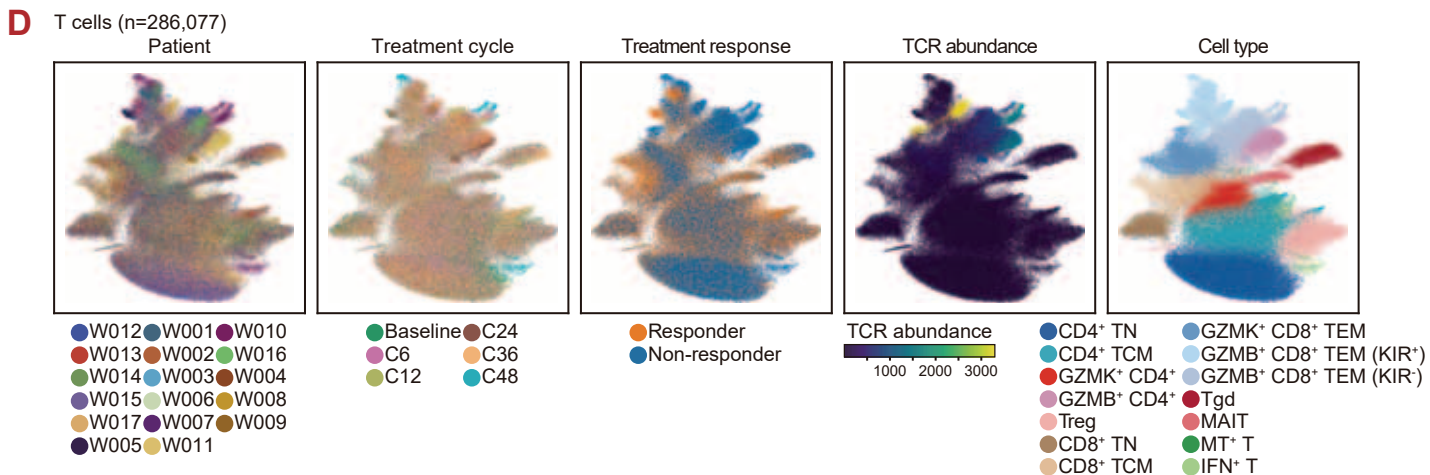 D T cells (n=286,077)
Patient Treatment cycle Treatment response TCR abundance Cell type
W012 W001 W010
W013 W002 W016
W014 W003 W004
W015 W006 W008
W017 W007 W009
W005 W011
Baseline C24
C6 C36
C12 C48
Responder
Non-responder
TCR abundance
1000 2000 3000
CD4⁺ TN GZMK⁺ CD8⁺ TEM
CD4⁺ TCM GZMB⁺ CD8⁺ TEM (KIR⁺)
GZMK⁺ CD4⁺ GZMB⁺ CD8⁺ TEM (KIR⁻)
GZMB⁺ CD4⁺ Tgd
Treg MAIT
CD8⁺ TN MT⁺ T
CD8⁺ TCM IFN⁺ T